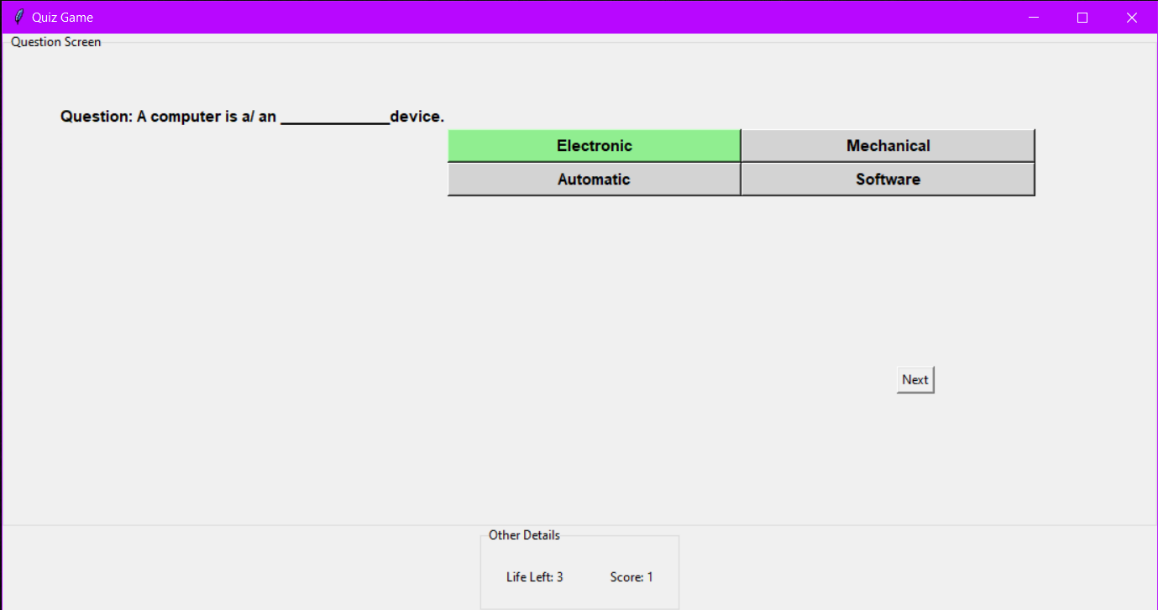 Quiz Game
Question Screen
Question: A computer is a/ an _____________device.
Electronic Mechanical
Automatic Software
Next
Other Details
Life Left: 3 Score: 1